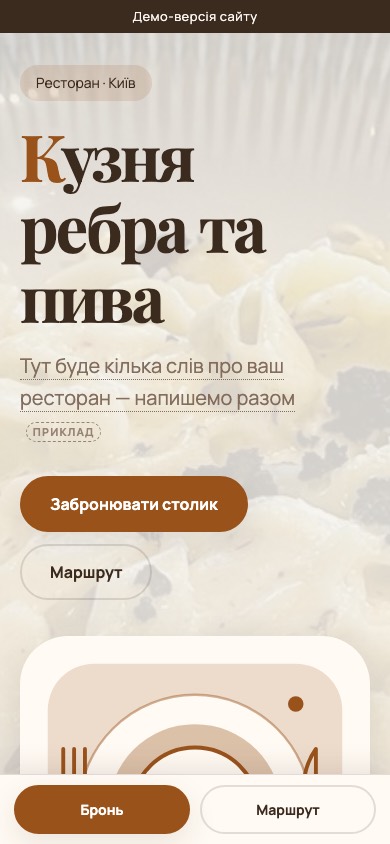 Демо-версія сайту
Ресторан · Київ
Кузня
ребра та
пива
Тут буде кілька слів про ваш
ресторан — напишемо разом
ПРИКЛАД
Забронювати столик
Маршрут
Бронь
Маршрут